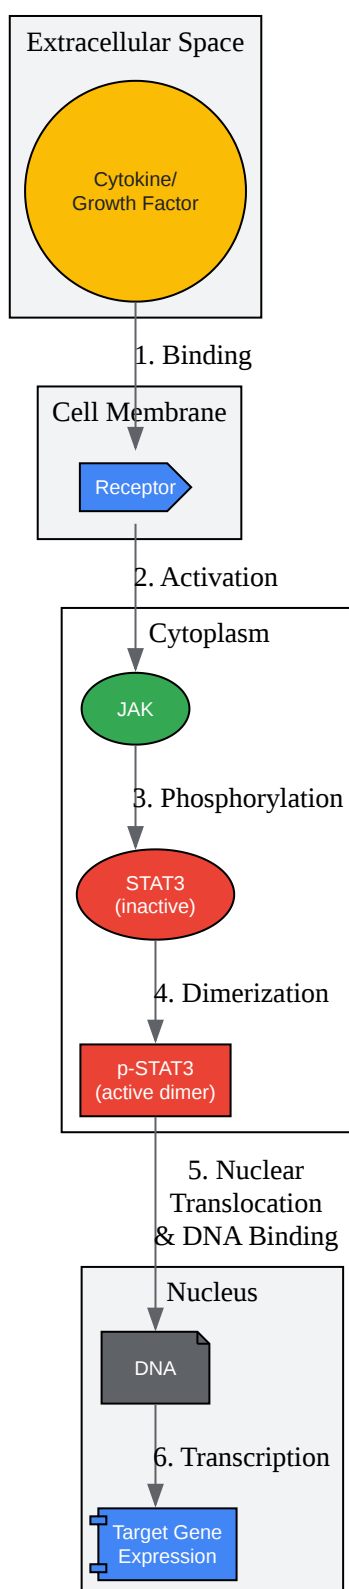 Extracellular Space
Cytokine/
Growth Factor
1. Binding
Cell Membrane
Receptor
2. Activation
Cytoplasm
JAK
3. Phosphorylation
STAT3
(inactive)
4. Dimerization
p-STAT3
(active dimer)
5. Nuclear
Translocation
& DNA Binding
Nucleus
DNA
6. Transcription
Target Gene
Expression